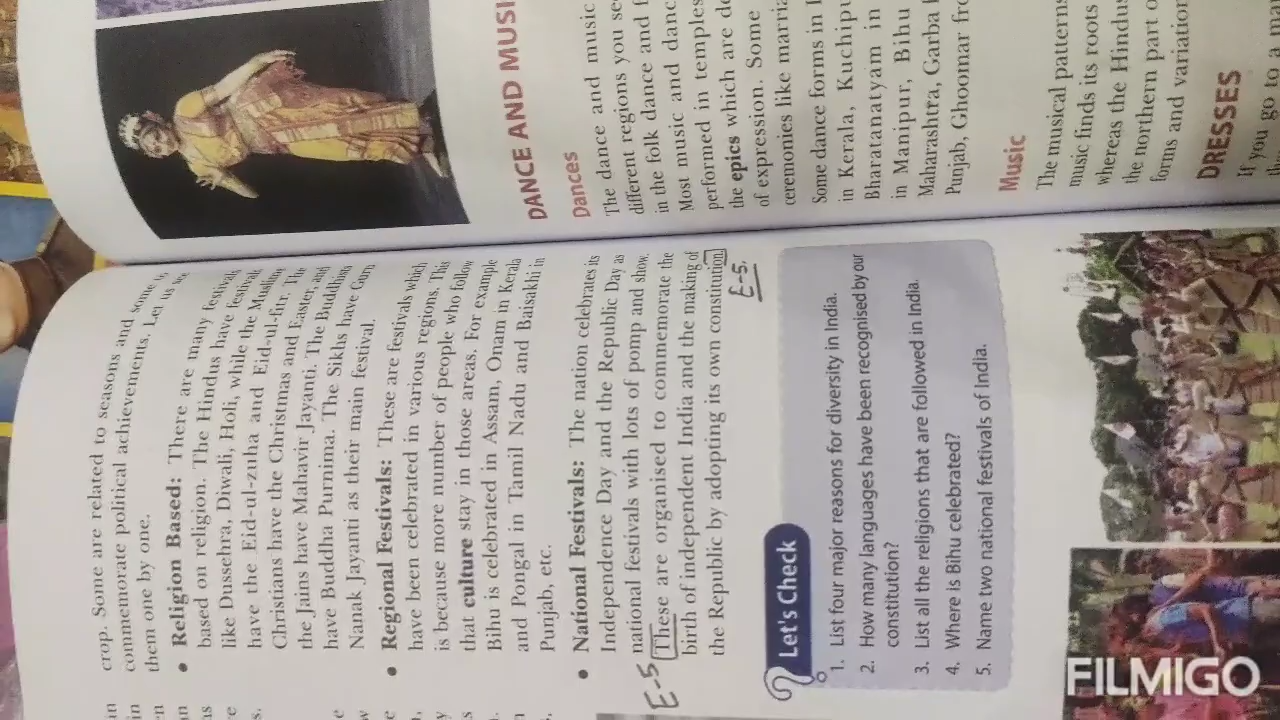 crop. Some are related to seasons and some
commemorate political achievements. Let us
them one by one.
• Religion Based: There are many festivals
based on religion. The Hindus have festivals
like Dussehra, Diwali, Holi, while the Muslim
have the Eid-ul-zuha and Eid-ul-fitr. The
Christians have the Christmas and Easter, and
the Jains have Mahavir Jayanti. The Buddhists
have Buddha Purnima. The Sikhs have Guru
Nanak Jayanti as their main festival.
• Regional Festivals: These are festivals which
have been celebrated in various regions. This
is because more number of people who follow
that culture stay in those areas. For example
Bihu is celebrated in Assam, Onam in Kerala
and Pongal in Tamil Nadu and Baisakhi in
Punjab, etc.
• National Festivals: The nation celebrates its
Independence Day and the Republic Day as
national festivals with lots of pomp and show.
E-5 These are organised to commemorate the
birth of independent India and the making of
the Republic by adopting its own constitution
E-5.
Let's Check
1. List four major reasons for diversity in India.
2. How many languages have been recognised by our
constitution?
3. List all the religions that are followed in India.
4. Where is Bihu celebrated?
5. Name two national festivals of India.
DANCE AND MUSI
Dances
The dance and music
different regions you se
in the folk dance and f
Most music and danc
performed in temples
the epics which are de
of expression. Some
ceremonies like marria
Some dance forms in
in Kerala, Kuchipu
Bharatanatyam in
in Manipur, Bihu
Maharashtra, Garba
Punjab, Ghoomar fro
Music
The musical patterns
music finds its roots
whereas the Hindus
the northern part o
forms and variation
DRESSES
If you go to a mar
FILMIGO